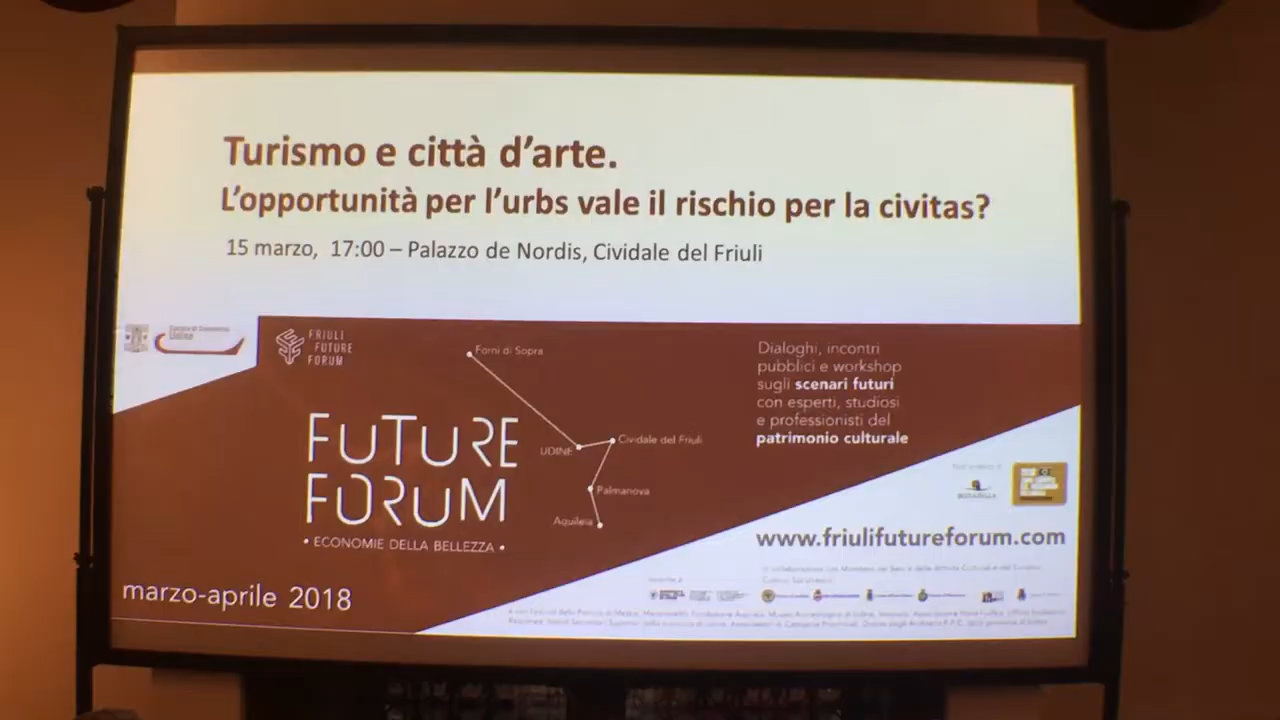 Turismo e città d'arte.
L'opportunità per l'urbs vale il rischio per la civitas?
15 marzo, 17:00 – Palazzo de Nordis, Cividale del Friuli
Udine
FRIULI
FUTURE
FORUM
Forni di Sopra
UDINE
Cividale del Friuli
Palmanova
Aquileia
Dialoghi, incontri
pubblici e workshop
sugli scenari futuri
con esperti, studiosi
e professionisti del
patrimonio culturale
FUTURE
FORUM
• ECONOMIE DELLA BELLEZZA •
www.friulifutureforum.com
marzo-aprile 2018